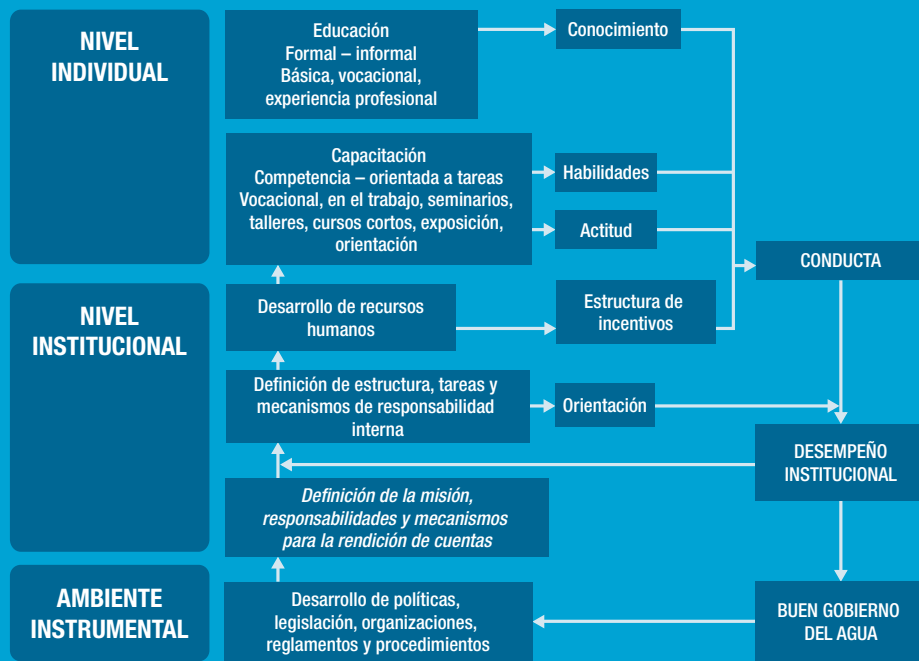 NIVEL
INDIVIDUAL
Educación
Formal – informal
Básica, vocacional,
experiencia profesional
Conocimiento
Capacitación
Competencia – orientada a tareas
Vocacional, en el trabajo, seminarios,
talleres, cursos cortos, exposición,
orientación
Habilidades
Actitud
CONDUCTA
NIVEL
INSTITUCIONAL
Desarrollo de recursos
humanos
Estructura de
incentivos
Definición de estructura, tareas y
mecanismos de responsabilidad
interna
Orientación
DESEMPEÑO
INSTITUCIONAL
Definición de la misión,
responsabilidades y mecanismos
para la rendición de cuentas
AMBIENTE
INSTRUMENTAL
Desarrollo de políticas,
legislación, organizaciones,
reglamentos y procedimientos
BUEN GOBIERNO
DEL AGUA